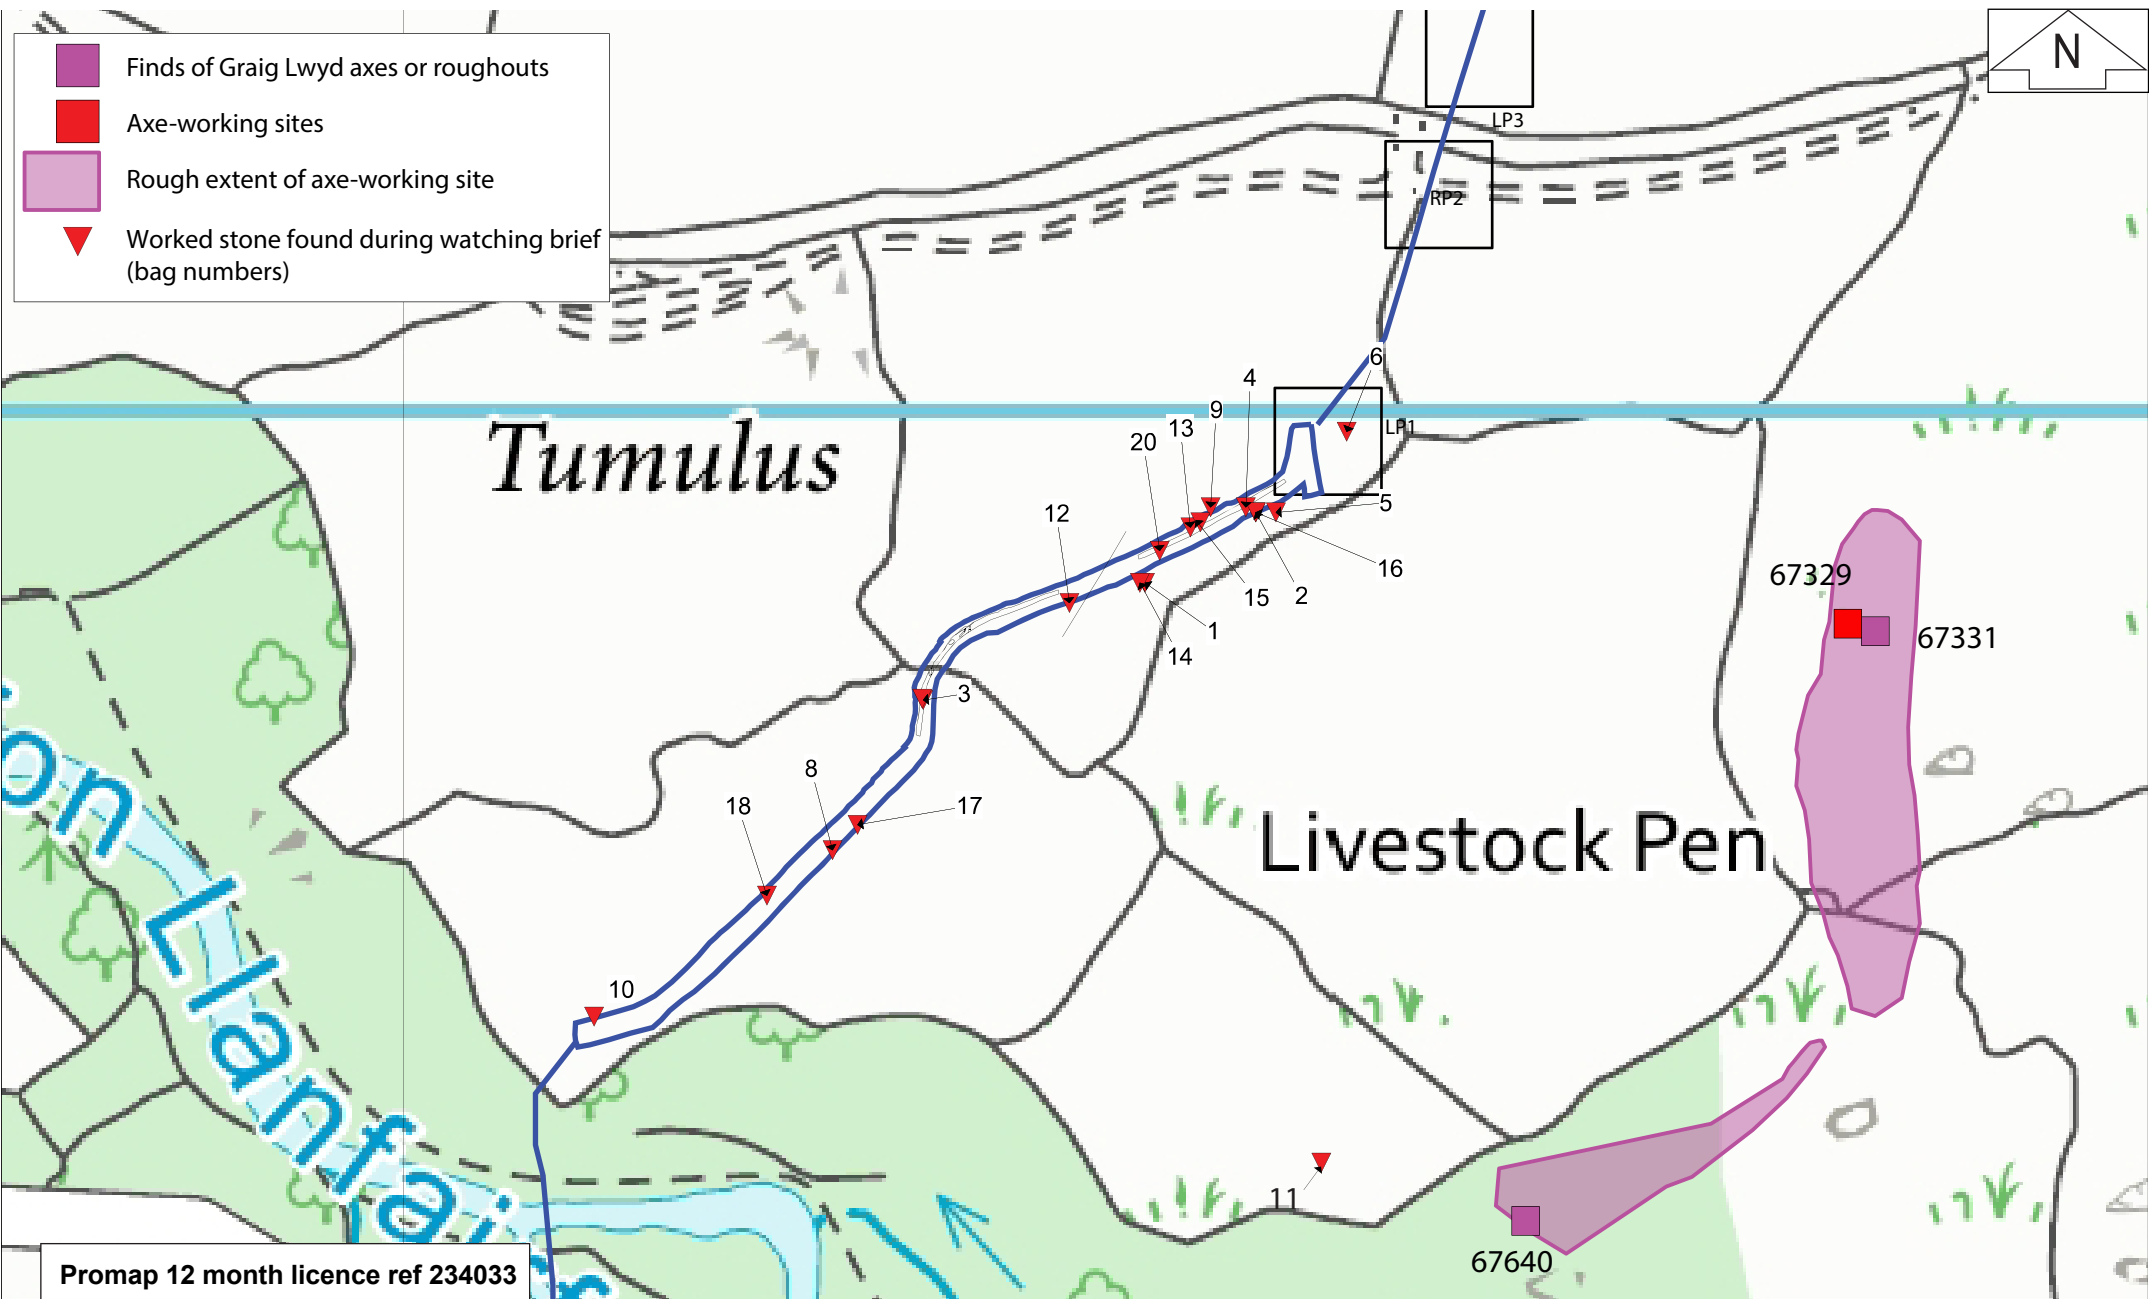 Finds of Graig Lwyd axes or roughouts
Axe-working sites
Rough extent of axe-working site
Worked stone found during watching brief
(bag numbers)
N
LP3
RP2
6
4
9
LP1
13
20
Tumulus
5
12
16
67329
2
15
1
67331
14
3
8
18
17
Livestock Pen
on Llanfair
10
11
67640
Promap 12 month licence ref 234033